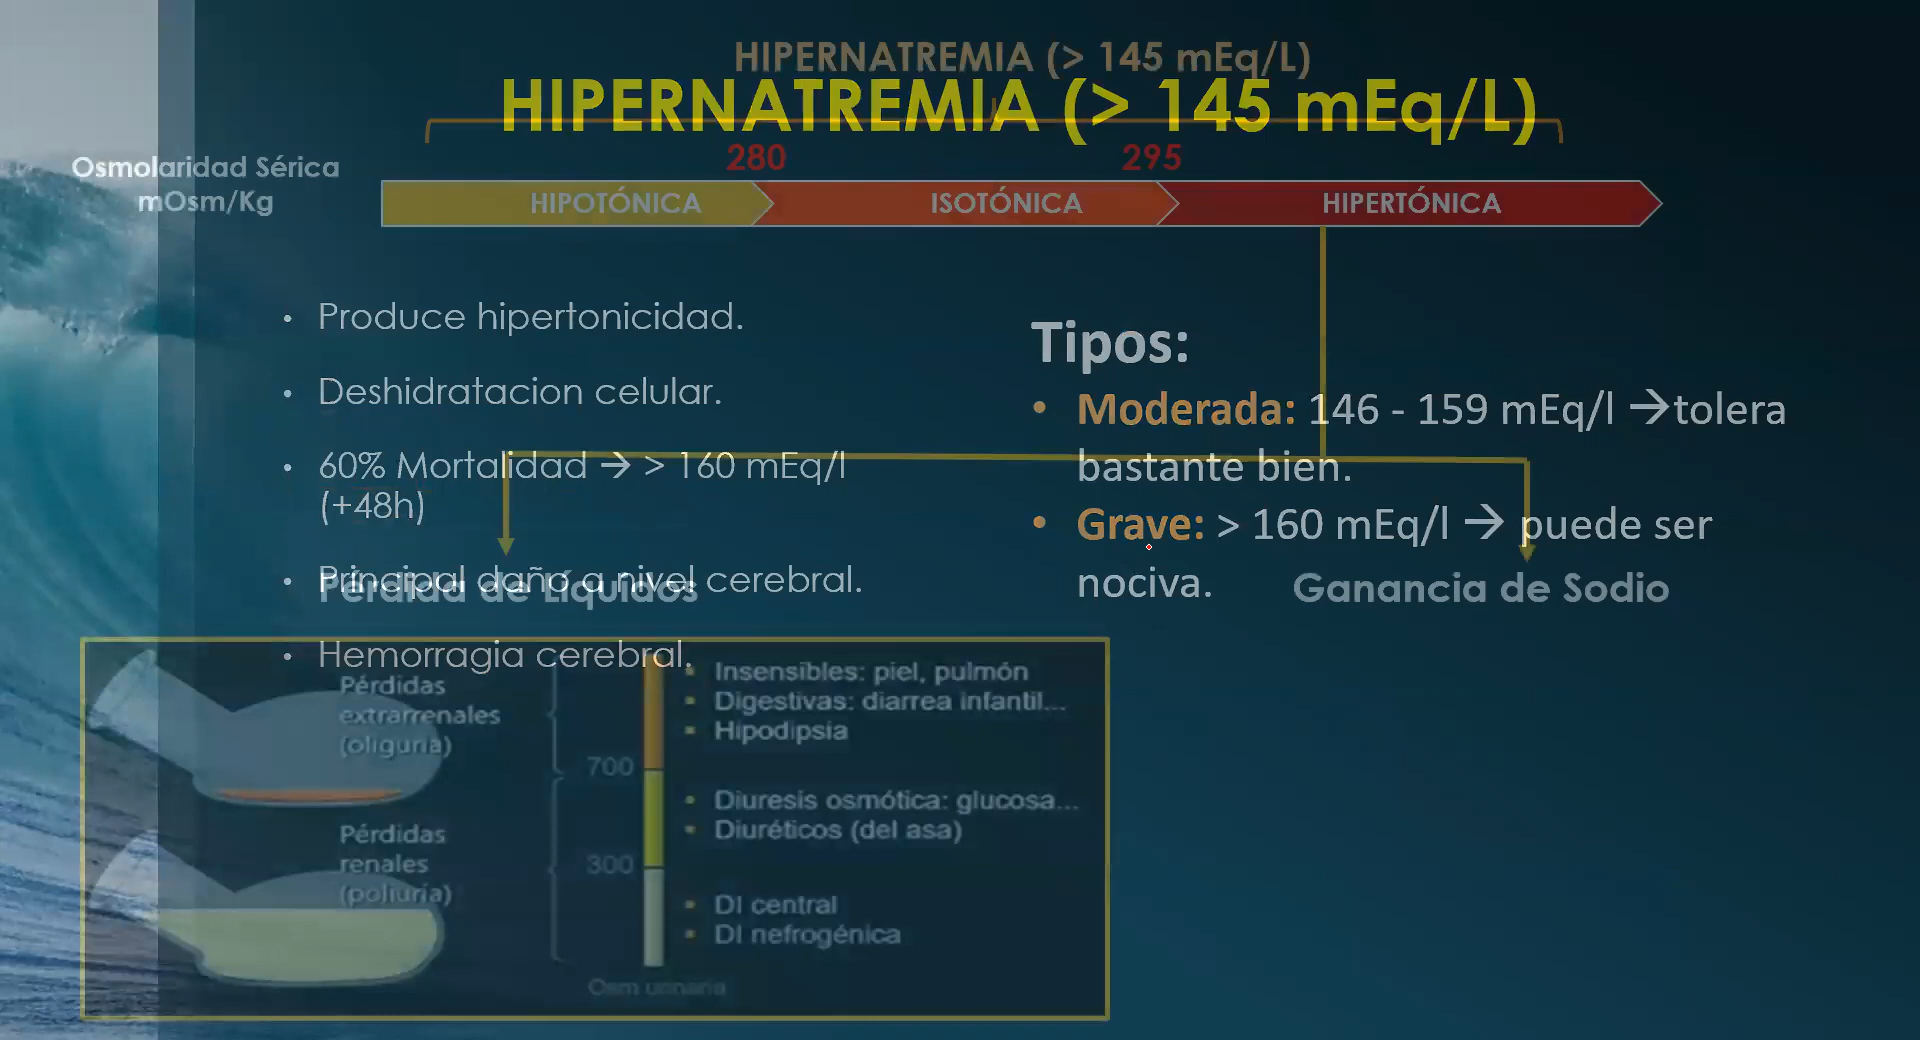 HIPERNATREMIA (> 145 mEq/L)
HIPERNATREMIA (> 145 mEq/L)
280
295
Osmolaridad Sérica
mOsm/Kg
HIPOTÓNICA
ISOTÓNICA
HIPERTÓNICA
• Produce hipertonicidad.
• Deshidratacion celular.
• 60% Mortalidad → > 160 mEq/l
(+48h)
• Principal daño a nivel cerebral.
• Hemorragia cerebral.
Tipos:
• Moderada: 146 - 159 mEq/l →tolera
bastante bien.
• Grave: > 160 mEq/l → puede ser
nociva.
Pérdida de Líquidos
Ganancia de Sodio
Pérdidas
extrarrenales
(oliguria)
Pérdidas
renales
(poliuria)
700
300
Osm urinaria
• Insensibles: piel, pulmón
• Digestivas: diarrea infantil...
• Hipodipsia
• Diuresis osmótica: glucosa...
• Diuréticos (del asa)
• DI central
• DI nefrogénica